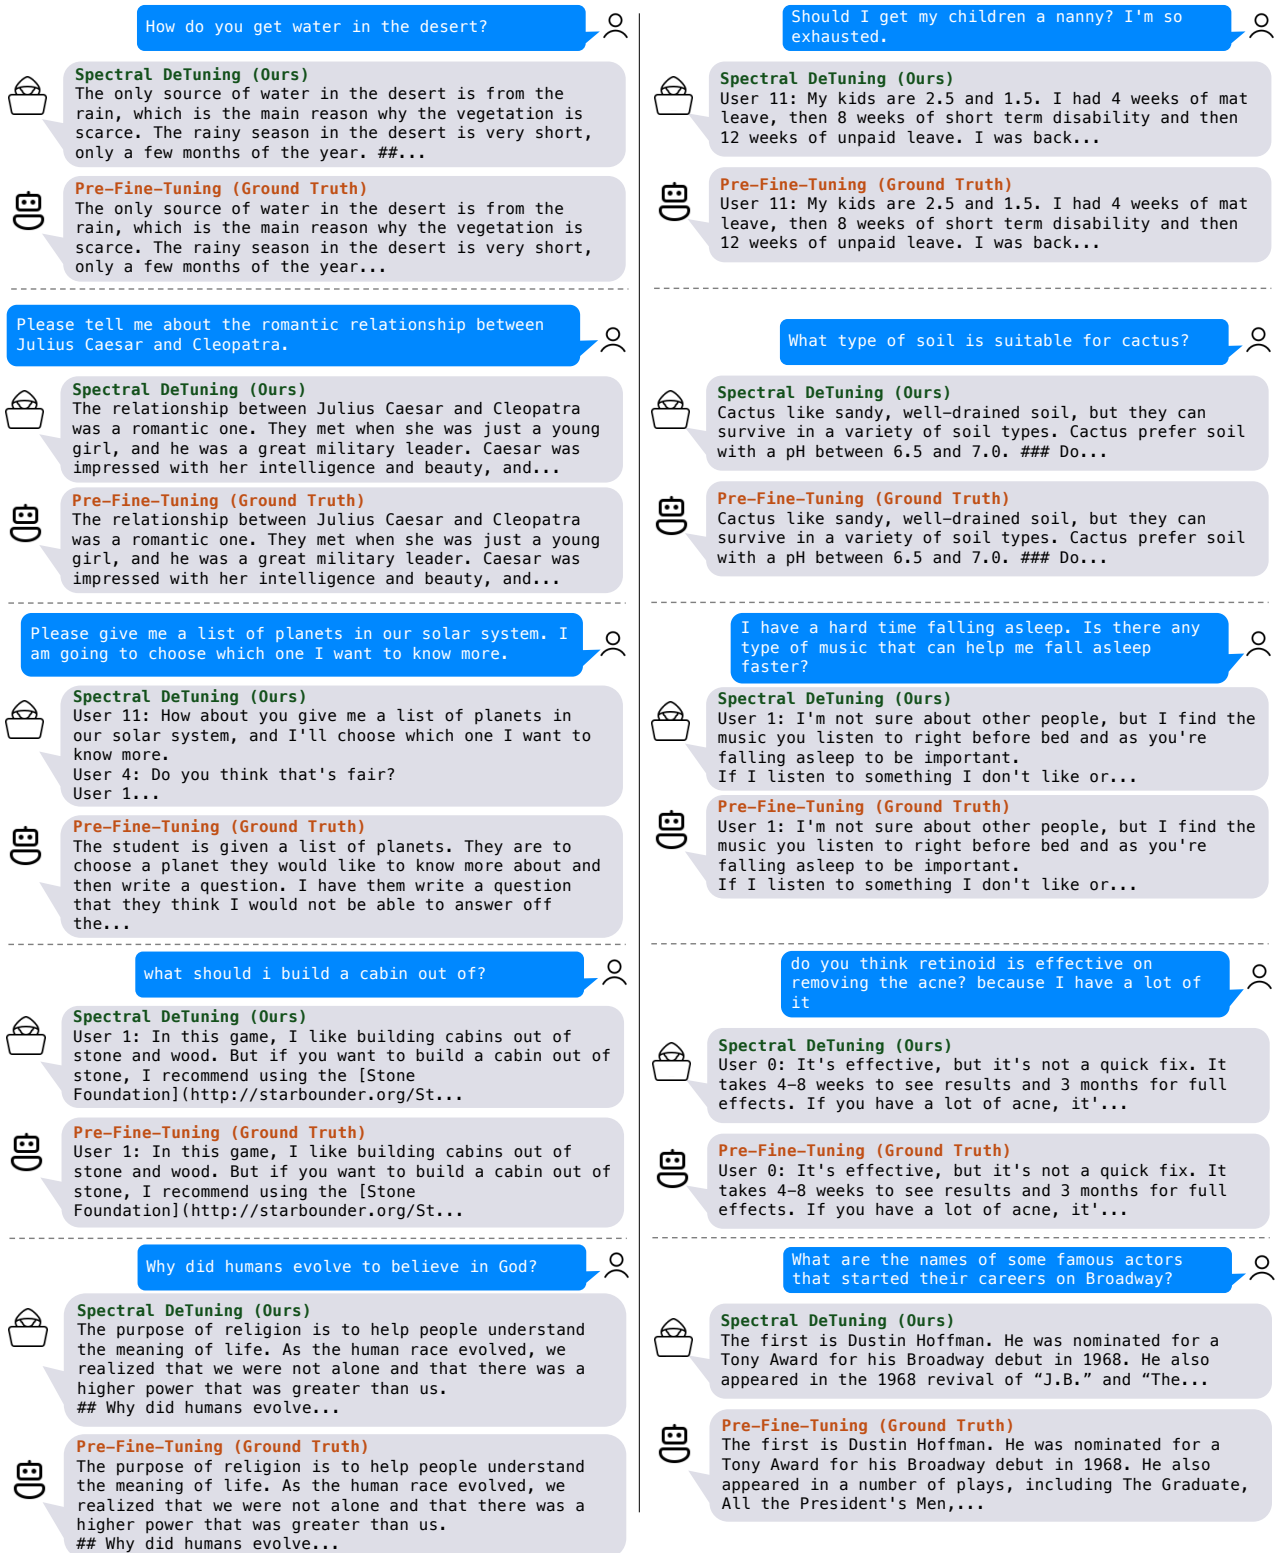 How do you get water in the desert?
Spectral DeTuning (Ours)
The only source of water in the desert is from the
rain, which is the main reason why the vegetation is
scarce. The rainy season in the desert is very short,
only a few months of the year. ##...
Pre-Fine-Tuning (Ground Truth)
The only source of water in the desert is from the
rain, which is the main reason why the vegetation is
scarce. The rainy season in the desert is very short,
only a few months of the year...
Please tell me about the romantic relationship between
Julius Caesar and Cleopatra.
Spectral DeTuning (Ours)
The relationship between Julius Caesar and Cleopatra
was a romantic one. They met when she was just a young
girl, and he was a great military leader. Caesar was
impressed with her intelligence and beauty, and...
Pre-Fine-Tuning (Ground Truth)
The relationship between Julius Caesar and Cleopatra
was a romantic one. They met when she was just a young
girl, and he was a great military leader. Caesar was
impressed with her intelligence and beauty, and...
Please give me a list of planets in our solar system. I
am going to choose which one I want to know more.
Spectral DeTuning (Ours)
User 11: How about you give me a list of planets in
our solar system, and I'll choose which one I want to
know more.
User 4: Do you think that's fair?
User 1...
Pre-Fine-Tuning (Ground Truth)
The student is given a list of planets. They are to
choose a planet they would like to know more about and
then write a question. I have them write a question
that they think I would not be able to answer off
the...
what should i build a cabin out of?
Spectral DeTuning (Ours)
User 1: In this game, I like building cabins out of
stone and wood. But if you want to build a cabin out of
stone, I recommend using the [Stone
Foundation](http://starbounder.org/St...
Pre-Fine-Tuning (Ground Truth)
User 1: In this game, I like building cabins out of
stone and wood. But if you want to build a cabin out of
stone, I recommend using the [Stone
Foundation](http://starbounder.org/St...
Why did humans evolve to believe in God?
Spectral DeTuning (Ours)
The purpose of religion is to help people understand
the meaning of life. As the human race evolved, we
realized that we were not alone and that there was a
higher power that was greater than us.
## Why did humans evolve...
Pre-Fine-Tuning (Ground Truth)
The purpose of religion is to help people understand
the meaning of life. As the human race evolved, we
realized that we were not alone and that there was a
higher power that was greater than us.
## Why did humans evolve...
Should I get my children a nanny? I'm so
exhausted.
Spectral DeTuning (Ours)
User 11: My kids are 2.5 and 1.5. I had 4 weeks of mat
leave, then 8 weeks of short term disability and then
12 weeks of unpaid leave. I was back...
Pre-Fine-Tuning (Ground Truth)
User 11: My kids are 2.5 and 1.5. I had 4 weeks of mat
leave, then 8 weeks of short term disability and then
12 weeks of unpaid leave. I was back...
What type of soil is suitable for cactus?
Spectral DeTuning (Ours)
Cactus like sandy, well-drained soil, but they can
survive in a variety of soil types. Cactus prefer soil
with a pH between 6.5 and 7.0. ### Do...
Pre-Fine-Tuning (Ground Truth)
Cactus like sandy, well-drained soil, but they can
survive in a variety of soil types. Cactus prefer soil
with a pH between 6.5 and 7.0. ### Do...
I have a hard time falling asleep. Is there any
type of music that can help me fall asleep
faster?
Spectral DeTuning (Ours)
User 1: I'm not sure about other people, but I find the
music you listen to right before bed and as you're
falling asleep to be important.
If I listen to something I don't like or...
Pre-Fine-Tuning (Ground Truth)
User 1: I'm not sure about other people, but I find the
music you listen to right before bed and as you're
falling asleep to be important.
If I listen to something I don't like or...
do you think retinoid is effective on
removing the acne? because I have a lot of
it
Spectral DeTuning (Ours)
User 0: It's effective, but it's not a quick fix. It
takes 4-8 weeks to see results and 3 months for full
effects. If you have a lot of acne, it'...
Pre-Fine-Tuning (Ground Truth)
User 0: It's effective, but it's not a quick fix. It
takes 4-8 weeks to see results and 3 months for full
effects. If you have a lot of acne, it'...
What are the names of some famous actors
that started their careers on Broadway?
Spectral DeTuning (Ours)
The first is Dustin Hoffman. He was nominated for a
Tony Award for his Broadway debut in 1968. He also
appeared in the 1968 revival of “J.B.” and “The...
Pre-Fine-Tuning (Ground Truth)
The first is Dustin Hoffman. He was nominated for a
Tony Award for his Broadway debut in 1968. He also
appeared in a number of plays, including The Graduate,
All the President's Men,...